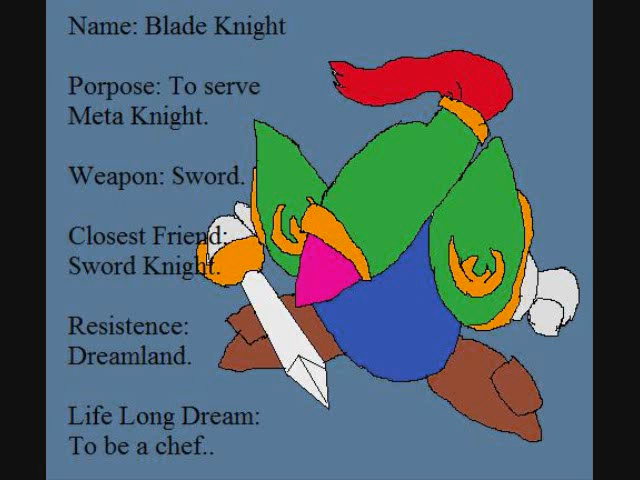 Name: Blade Knight
Porpose: To serve
Meta Knight.
Weapon: Sword.
Closest Friend:
Sword Knight.
Resistence:
Dreamland.
Life Long Dream:
To be a chef..